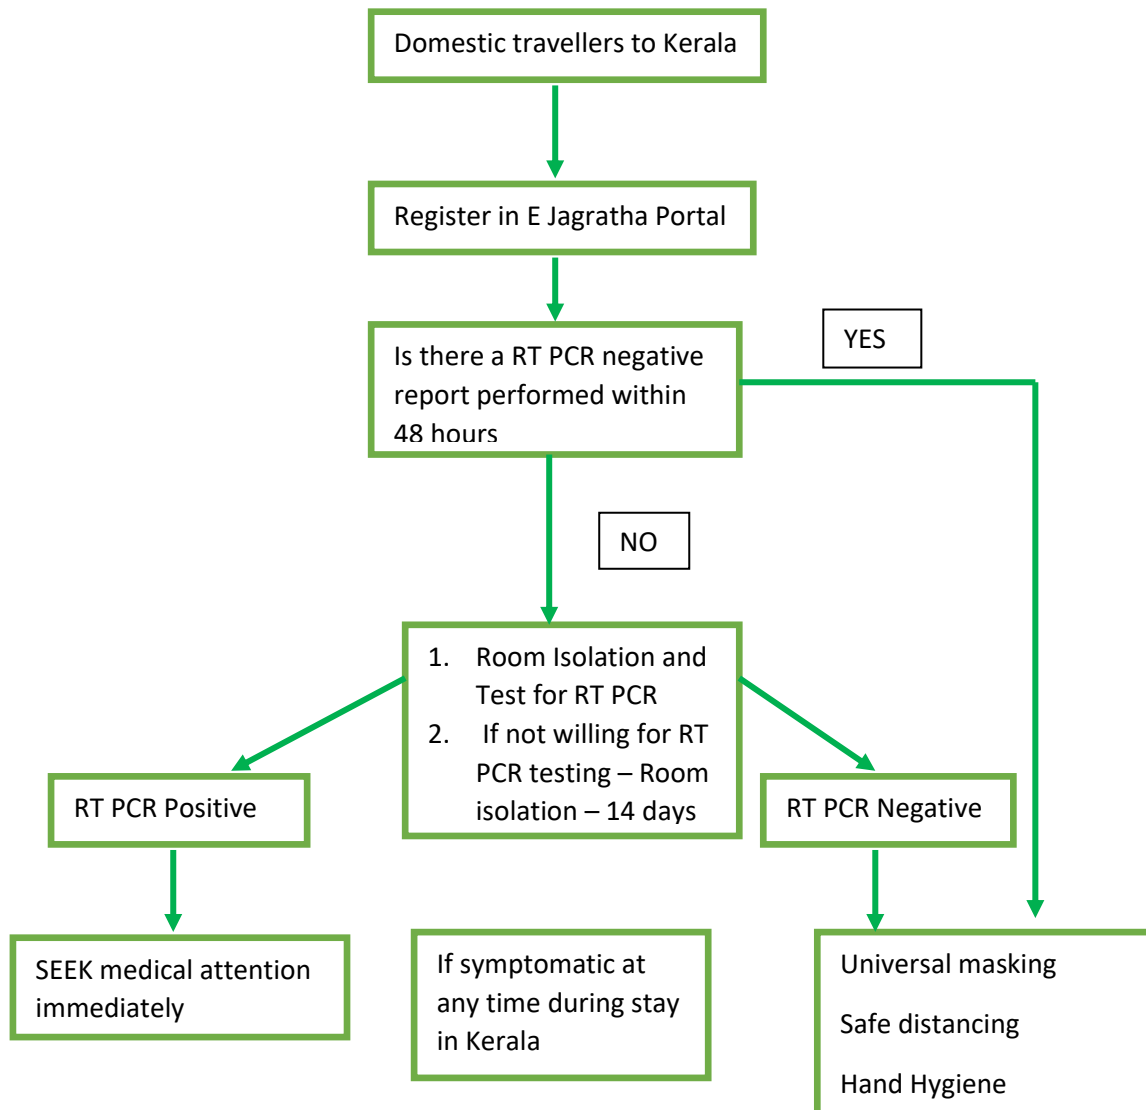 Domestic travellers to Kerala
Register in E Jagratha Portal
Is there a RT PCR negative
report performed within
48 hours
YES
NO
1. Room Isolation and
Test for RT PCR
2. If not willing for RT
PCR testing – Room
isolation – 14 days
RT PCR Positive
RT PCR Negative
SEEK medical attention
immediately
If symptomatic at
any time during stay
in Kerala
Universal masking
Safe distancing
Hand Hygiene